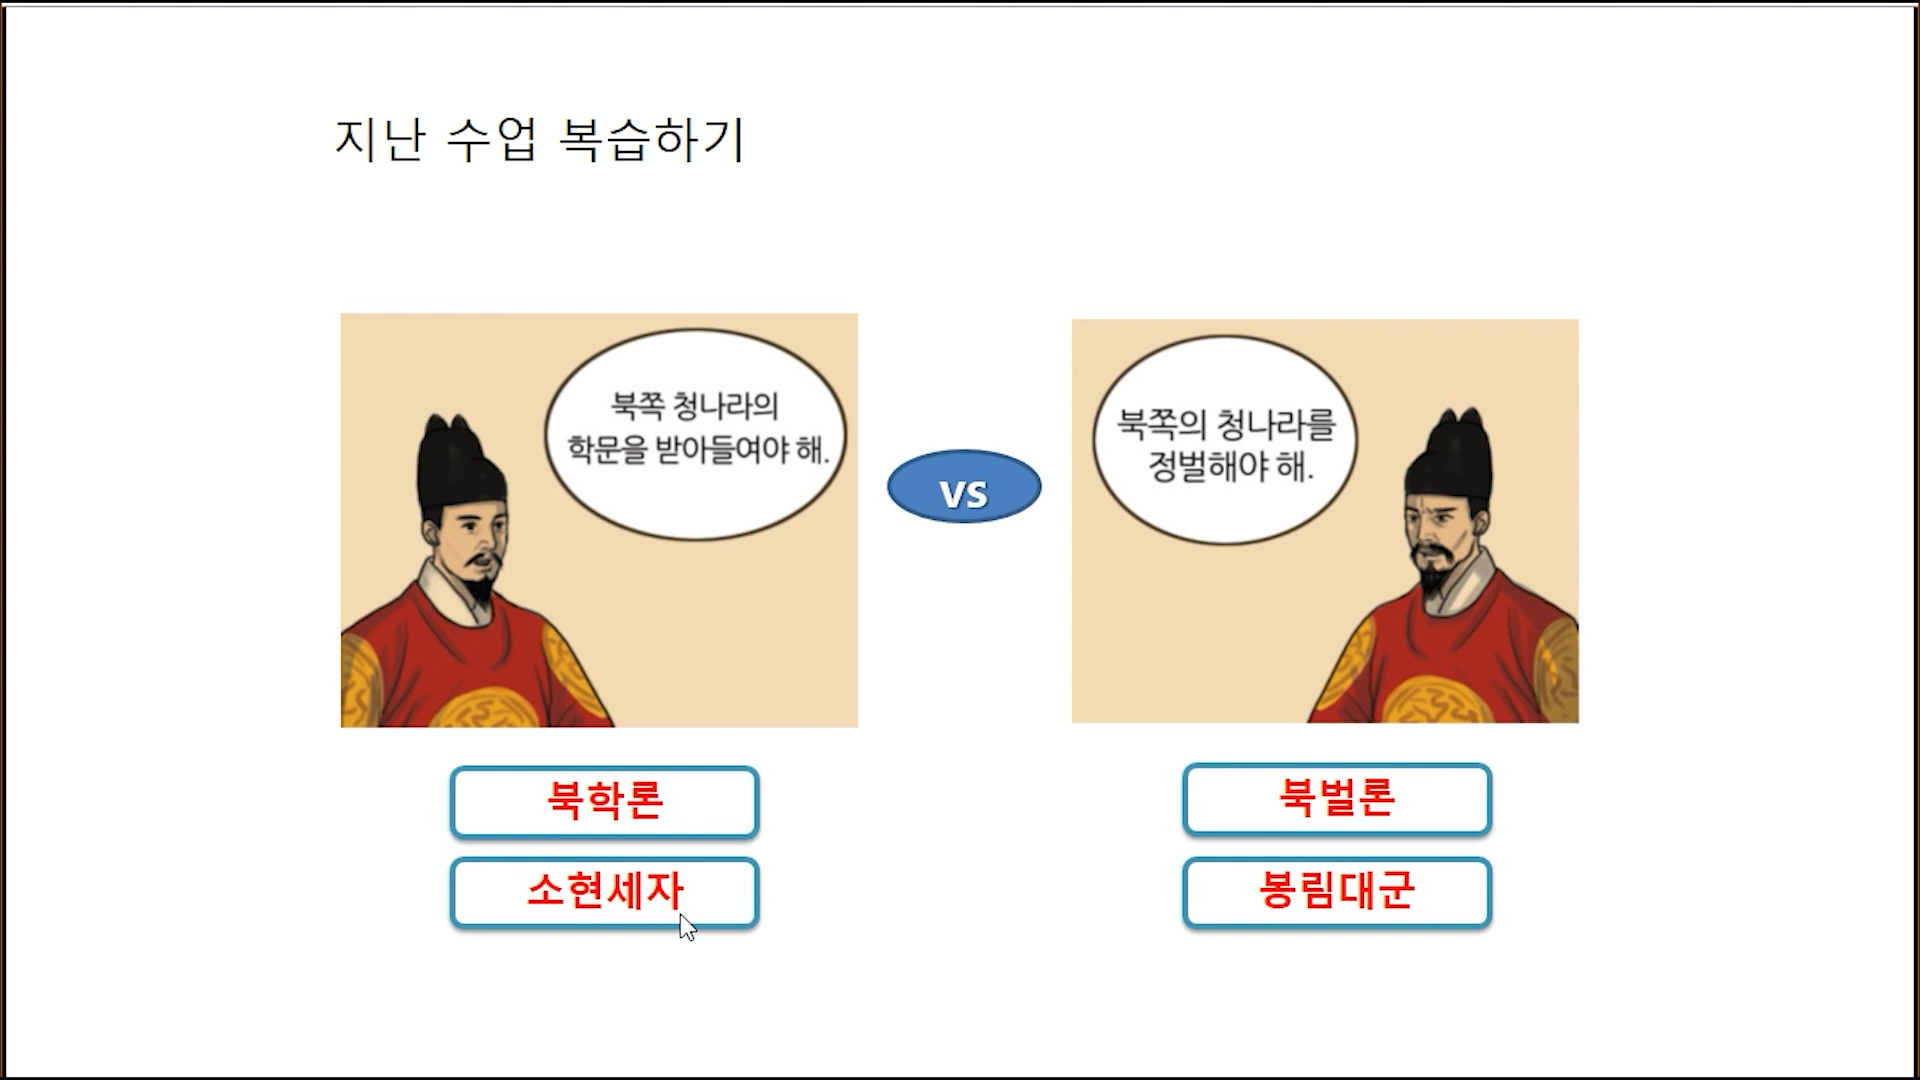 지난 수업 복습하기
북쪽 청나라의
학문을 받아들여야 해.
vs
북쪽의 청나라를
정벌해야 해.
북학론
북벌론
소현세자
봉림대군